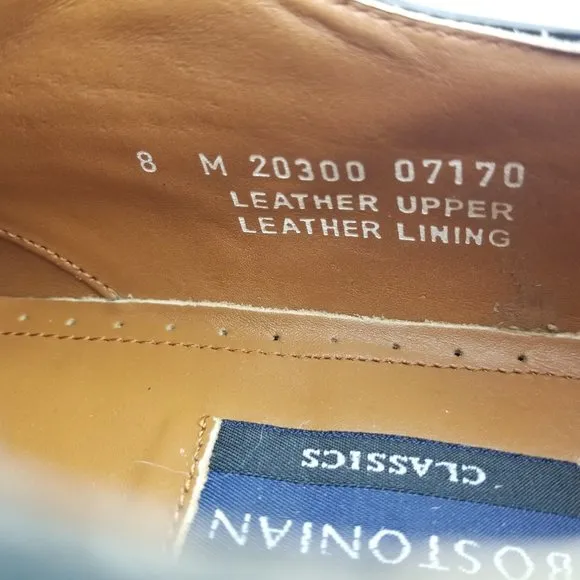 8 M 20300 07170
LEATHER UPPER
LEATHER LINING
CLASSICS
BOSTONIAN